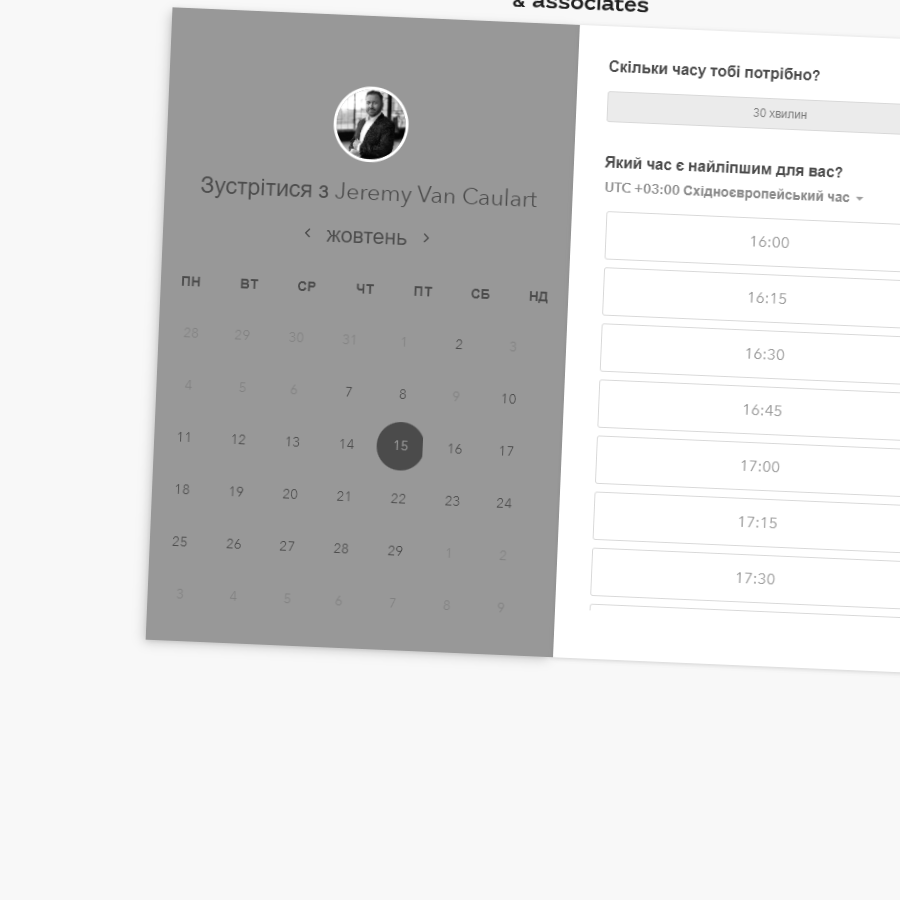 & associates
Зустрітися з Jeremy Van Caulart
жовтень
ПН ВТ СР ЧТ ПТ СБ НД
28 29 30 31 1 2 3
4 5 6 7 8 9 10
11 12 13 14 15 16 17
18 19 20 21 22 23 24
25 26 27 28 29 1 2
3 4 5 6 7 8 9
Скільки часу тобі потрібно?
30 хвилин
Який час є найліпшим для вас?
UTC +03:00 Східноєвропейський час
16:00
16:15
16:30
16:45
17:00
17:15
17:30